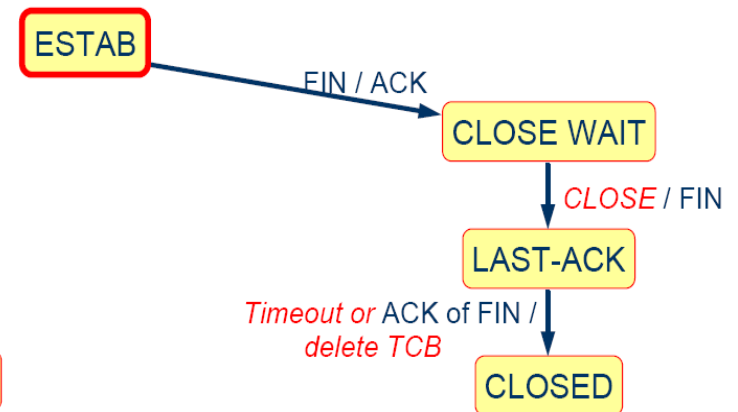 ESTAB
FIN / ACK
CLOSE WAIT
CLOSE / FIN
LAST-ACK
Timeout or ACK of FIN /
delete TCB
CLOSED